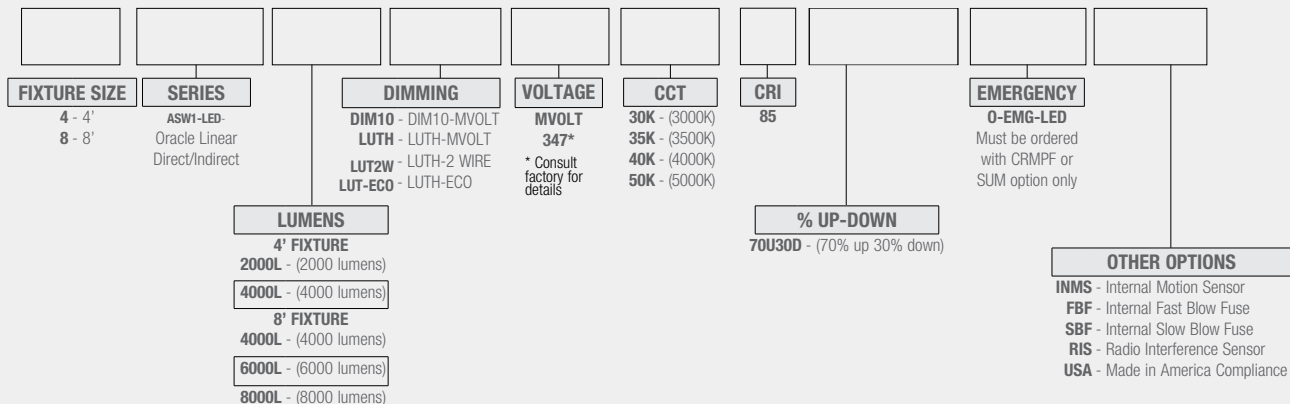 FIXTURE SIZE
4 - 4'
8 - 8'
SERIES
ASW1-LED-
Oracle Linear
Direct/Indirect
LUMENS
4' FIXTURE
2000L - (2000 lumens)
4000L - (4000 lumens)
8' FIXTURE
4000L - (4000 lumens)
6000L - (6000 lumens)
8000L - (8000 lumens)
DIMMING
DIM10 - DIM10-MVOLT
LUTH - LUTH-MVOLT
LUT2W - LUTH-2 WIRE
LUT-ECO - LUTH-ECO
VOLTAGE
MVOLT
347*
* Consult
factory for
details
CCT
30K - (3000K)
35K - (3500K)
40K - (4000K)
50K - (5000K)
CRI
85
% UP-DOWN
70U30D - (70% up 30% down)
EMERGENCY
O-EMG-LED
Must be ordered
with CRMPF or
SUM option only
OTHER OPTIONS
INMS - Internal Motion Sensor
FBF - Internal Fast Blow Fuse
SBF - Internal Slow Blow Fuse
RIS - Radio Interference Sensor
USA - Made in America Compliance